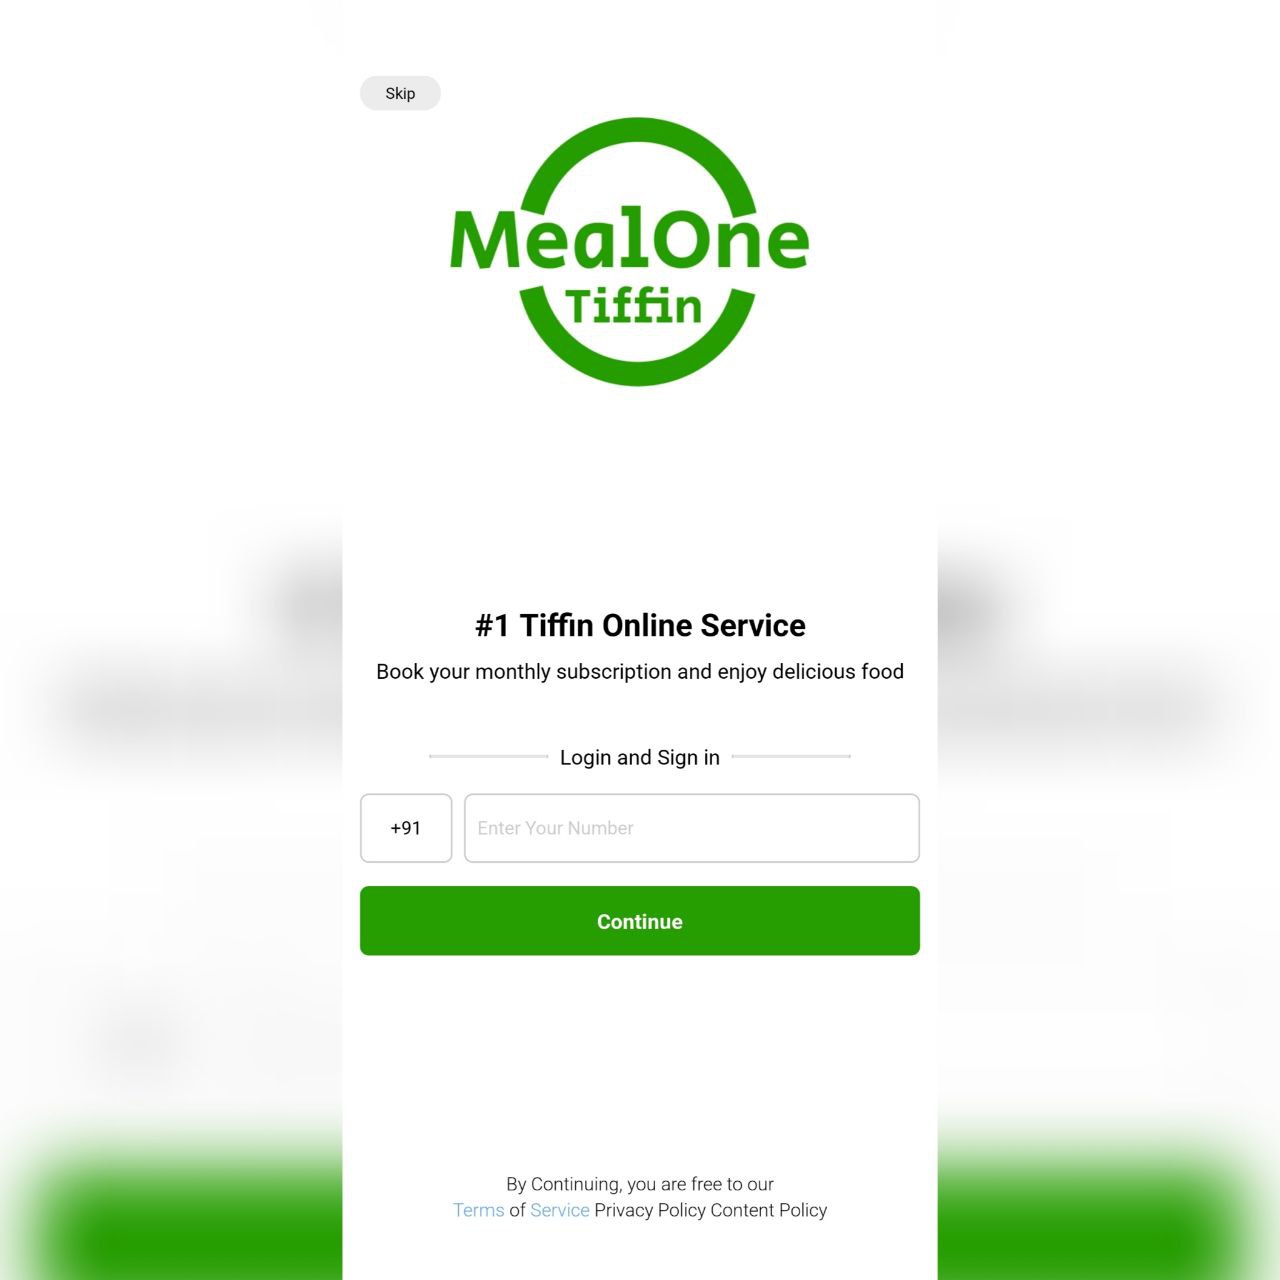 Skip
MealOne
Tiffin
#1 Tiffin Online Service
Book your monthly subscription and enjoy delicious food
Login and Sign in
+91 Enter Your Number
Continue
By Continuing, you are free to our
Terms of Service Privacy Policy Content Policy